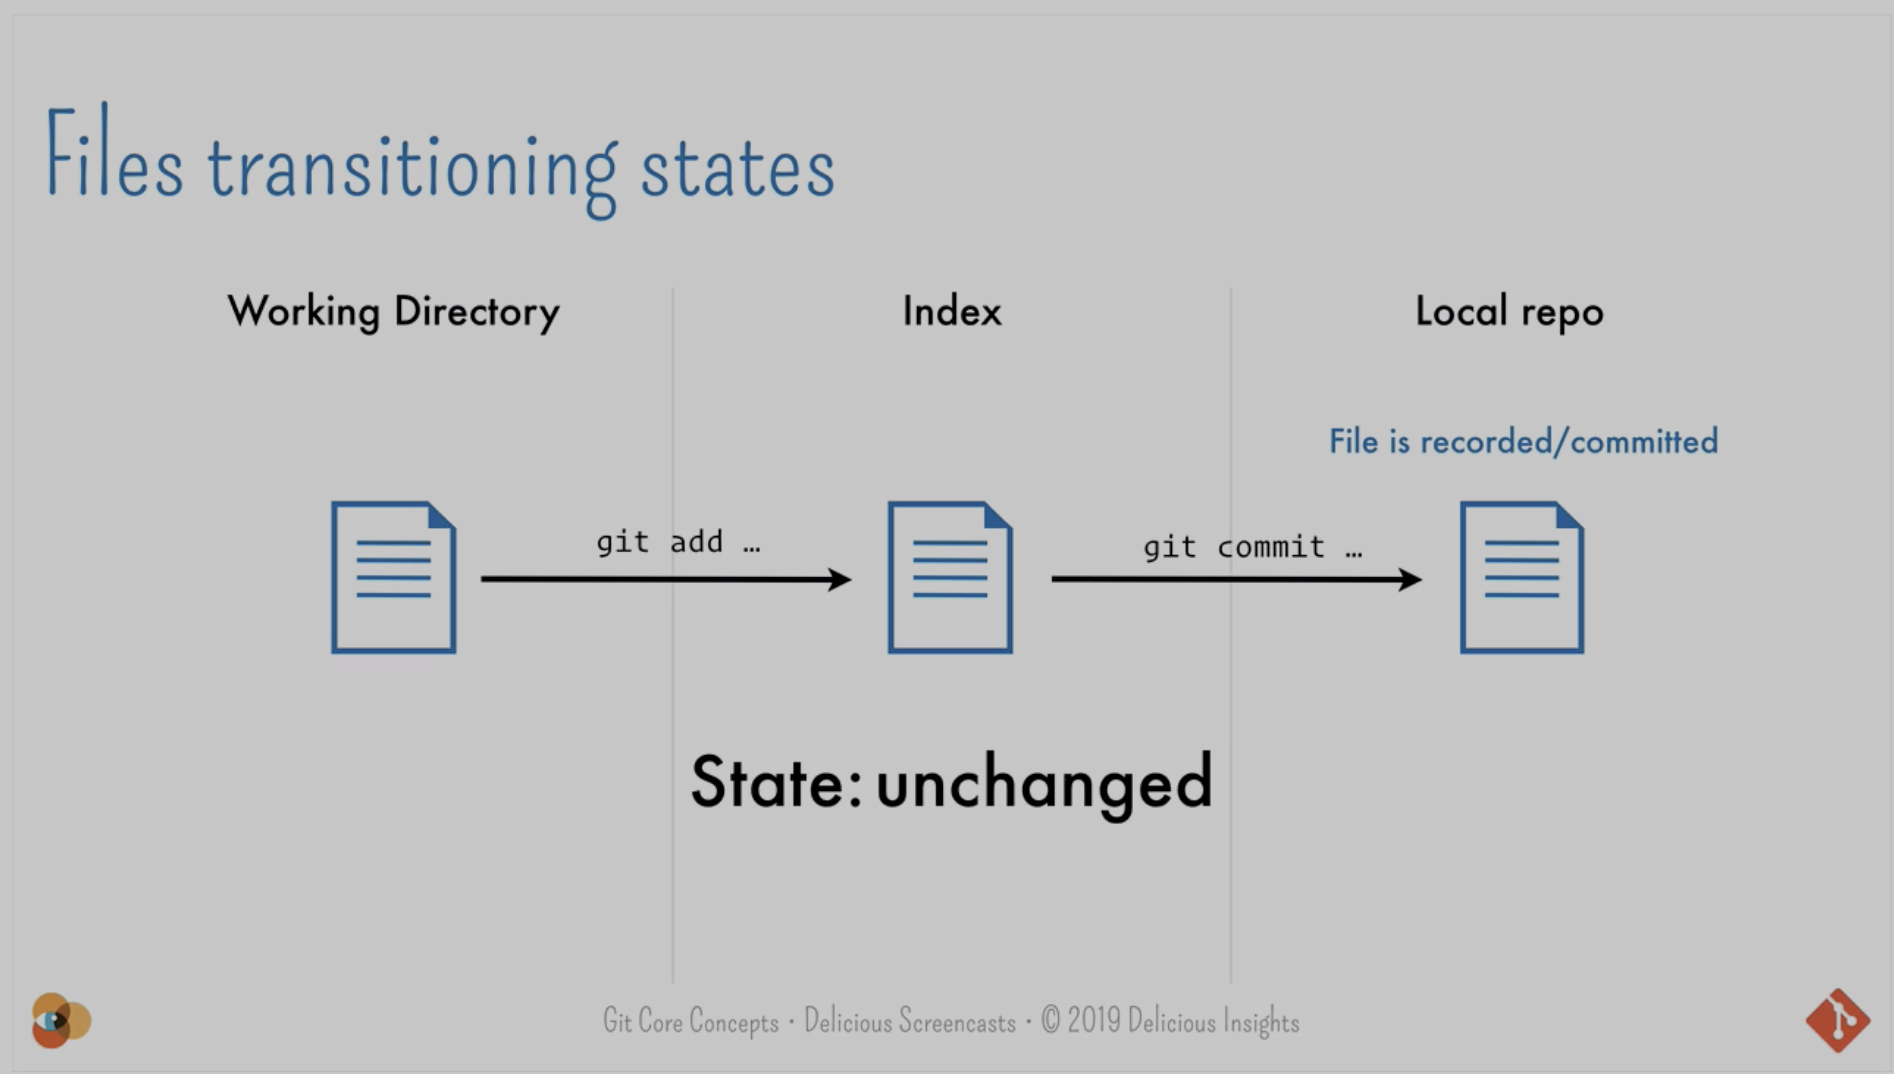 Files transitioning states
Working Directory
Index
Local repo
File is recorded/committed
git add …
git commit …
State: unchanged
Git Core Concepts • Delicious Screencasts • © 2019 Delicious Insights